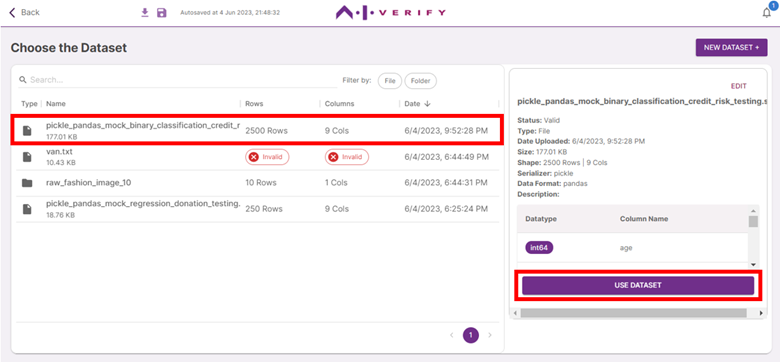 Back
Autosaved at 4 Jun 2023, 21:48:32
VERIFY
1
Choose the Dataset
NEW DATASET +
Search...
Filter by:
File
Folder
Type
Name
Rows
Columns
Date
pickle_pandas_mock_binary_classification_credit_r
177.01 KB
2500 Rows
9 Cols
6/4/2023, 9:52:28 PM
van.txt
10.43 KB
Invalid
Invalid
6/4/2023, 6:44:49 PM
raw_fashion_image_10
10 Rows
1 Cols
6/4/2023, 6:44:31 PM
pickle_pandas_mock_regression_donation_testing.
18.76 KB
250 Rows
9 Cols
6/4/2023, 6:25:24 PM
1
EDIT
pickle_pandas_mock_binary_classification_credit_risk_testing.s
Status: Valid
Type: File
Date Uploaded: 6/4/2023, 9:52:28 PM
Size: 177.01 KB
Shape: 2500 Rows | 9 Cols
Serializer: pickle
Data Format: pandas
Description:
Datatype
Column Name
int64
age
USE DATASET